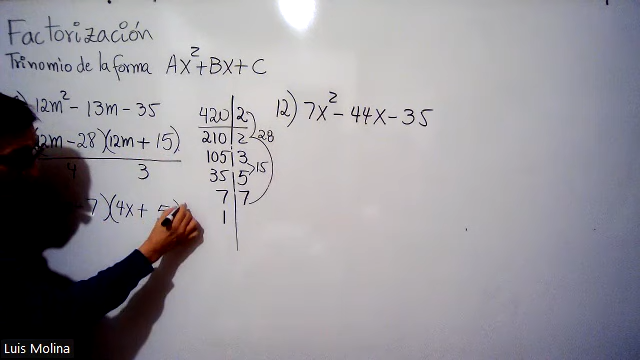 Factorización
Trinomio de la forma AX²+BX+C
) 12m² - 13m - 35
2m-28)(12m+15)
4 3
-7)(4x+
420 2
210 2
105 3
35 5
7 7
1
28
15
12) 7X² - 44X - 35
Luis Molina